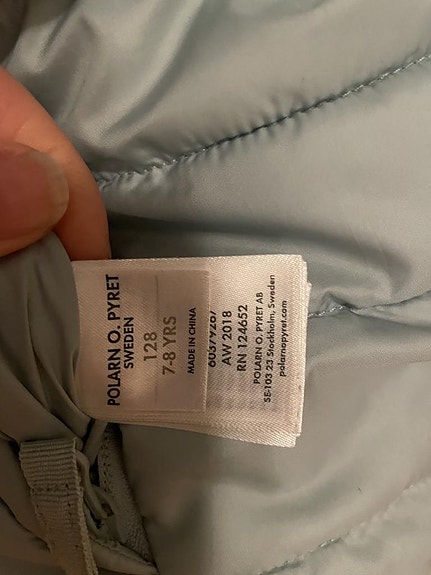 POLARN O. PYRET
SWEDEN
128
7-8 YRS
MADE IN CHINA
60379267
AW 2018
RN 124652
POLARN O. PYRET AB
SE-103 23 Stockholm, Sweden
polarnopyret.com